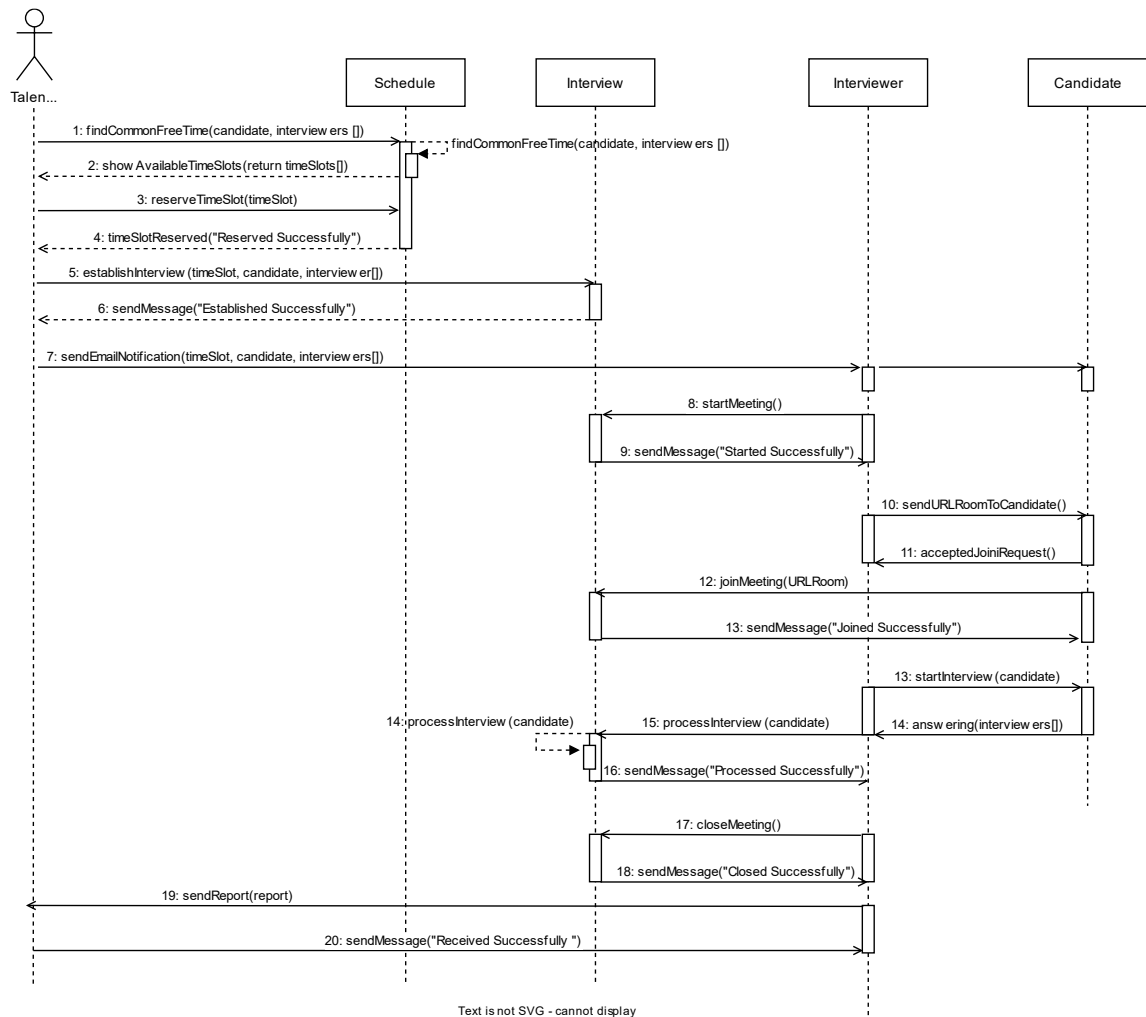 Talen...
Schedule
Interview
Interviewer
Candidate
1: findCommonFreeTime(candidate, interviewers [])
findCommonFreeTime(candidate, interviewers [])
2: show AvailableTimeSlots(return timeSlots[])
3: reserveTimeSlot(timeSlot)
4: timeSlotReserved("Reserved Successfully")
5: establishInterview (timeSlot, candidate, interviewer[])
6: sendMessage("Established Successfully")
7: sendEmailNotification(timeSlot, candidate, interviewers[])
8: startMeeting()
9: sendMessage("Started Successfully")
10: sendURLRoomToCandidate()
11: acceptedJoiniRequest()
12: joinMeeting(URLRoom)
13: sendMessage("Joined Successfully")
13: startInterview (candidate)
14: processInterview (candidate)
15: processInterview (candidate)
14: answering(interviewers[])
16: sendMessage("Processed Successfully")
17: closeMeeting()
18: sendMessage("Closed Successfully")
19: sendReport(report)
20: sendMessage("Received Successfully ")
Text is not SVG - cannot display